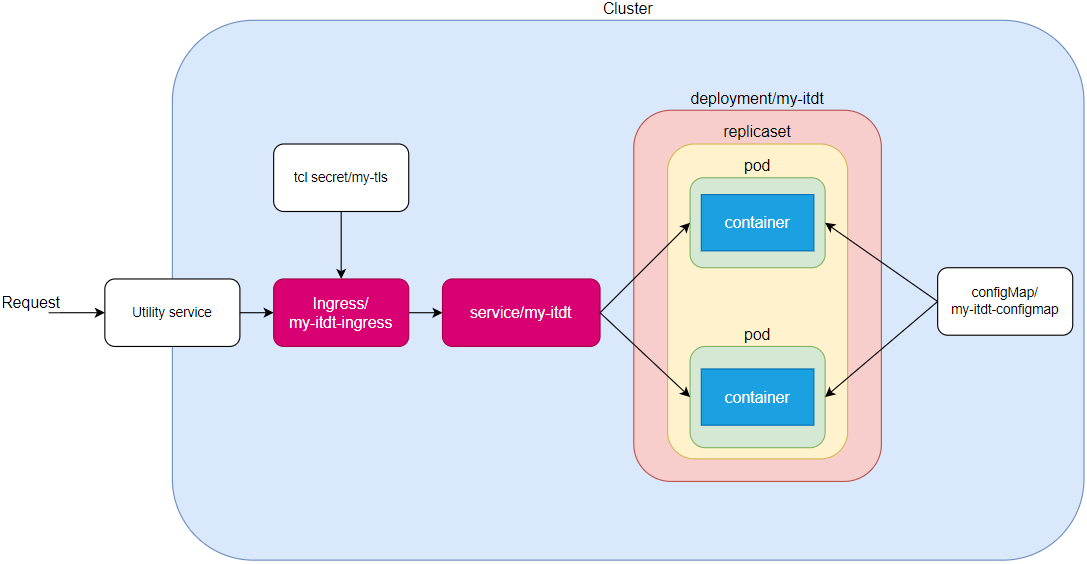 Cluster
deployment/my-itdt
replicaset
pod
container
tcl secret/my-tls
Request
Utility service
Ingress/
my-itdt-ingress
service/my-itdt
configMap/
my-itdt-configmap
pod
container